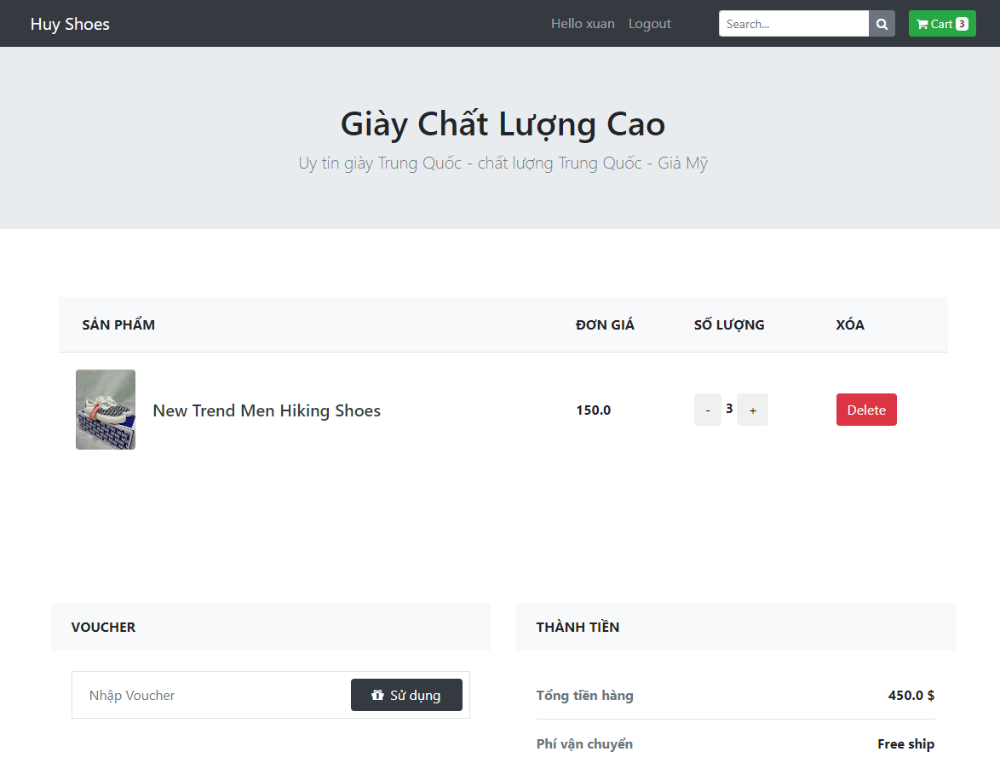 Huy Shoes Hello xuan Logout Search... Cart 3
Giày Chất Lượng Cao
Uy tín giày Trung Quốc - chất lượng Trung Quốc - Giá Mỹ
SẢN PHẨM ĐƠN GIÁ SỐ LƯỢNG XÓA
New Trend Men Hiking Shoes 150.0 - 3 + Delete
VOUCHER
Nhập Voucher Sử dụng
THÀNH TIỀN
Tổng tiền hàng 450.0 $
Phí vận chuyển Free ship